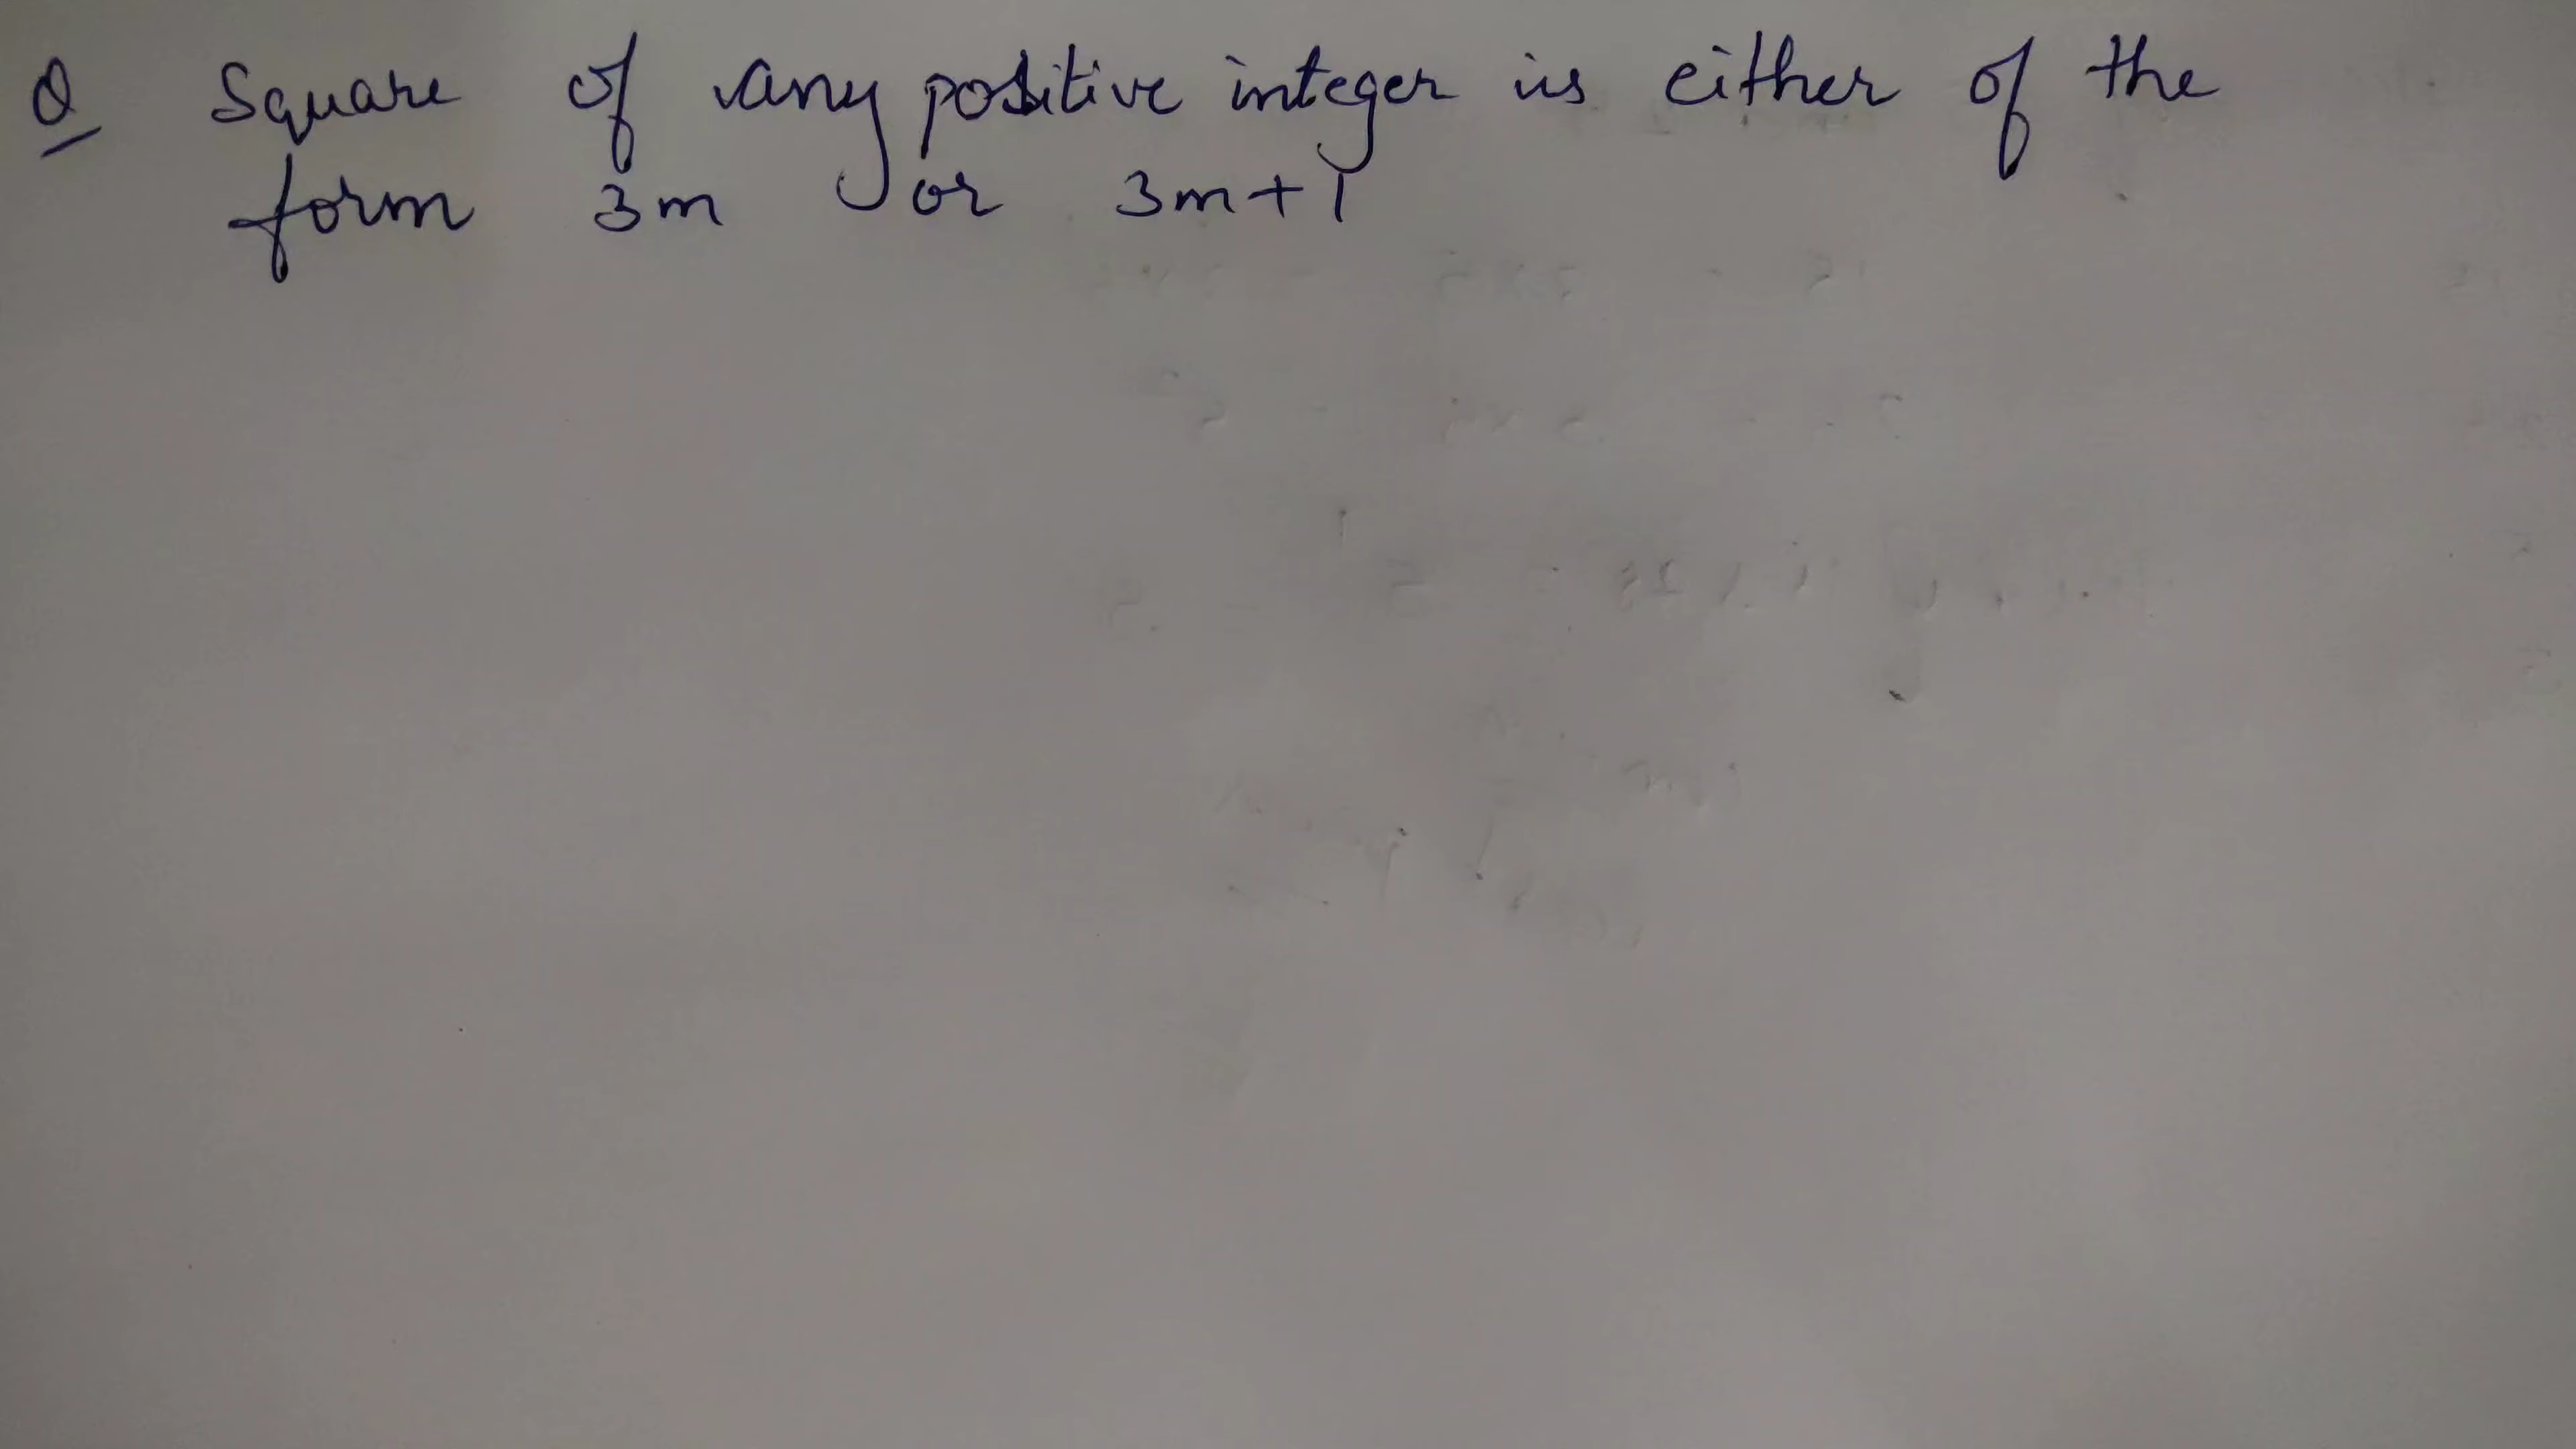 Q Square of any positive integer is either of the
form 3m or 3m+1